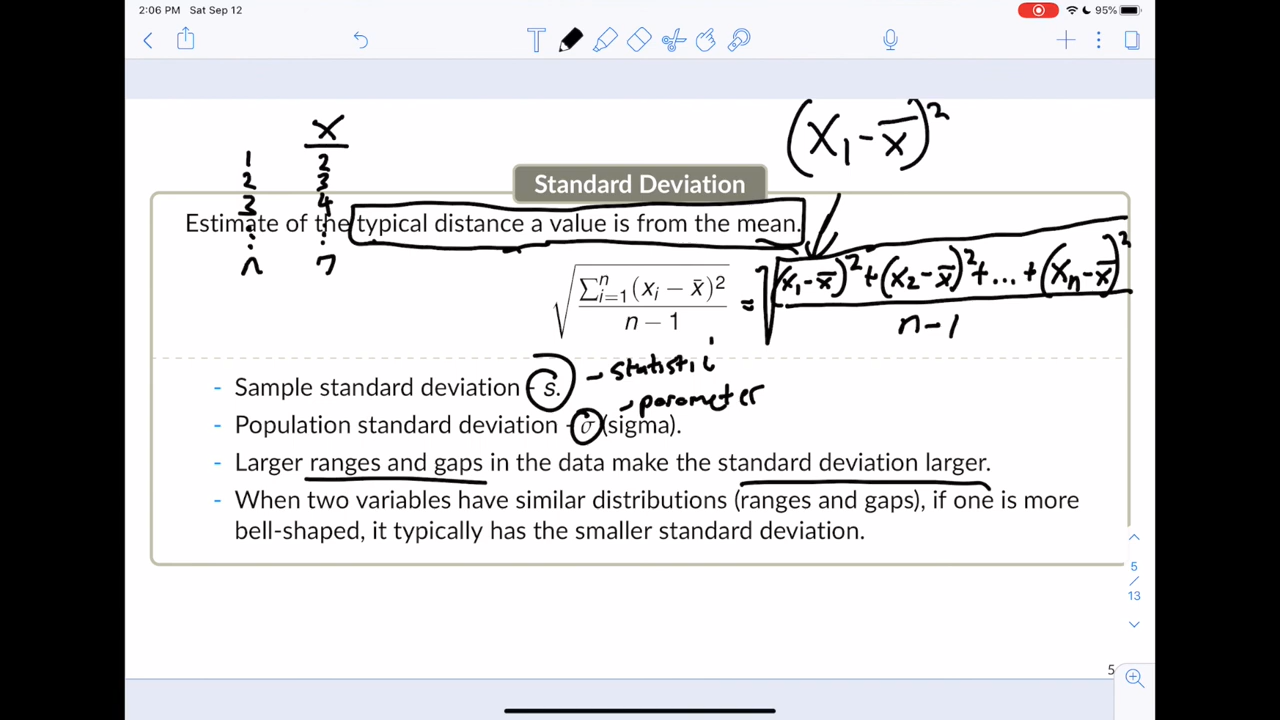 2:06 PM Sat Sep 12
95%
(X₁ - x̄)²
X
1 2
2 3
3 4
⋮ ⋮
n 7
Standard Deviation
Estimate of the typical distance a value is from the mean.
√(∑ⁿᵢ₌₁(xᵢ − x̄)² / n − 1) = √((x₁ - x̄)² + (x₂ - x̄)² + ... + (xₙ - x̄)² / n-1)
- Sample standard deviation - s. - statisti
- parameter
- Population standard deviation - σ (sigma).
- Larger ranges and gaps in the data make the standard deviation larger.
- When two variables have similar distributions (ranges and gaps), if one is more
bell-shaped, it typically has the smaller standard deviation.
5
/
13
5